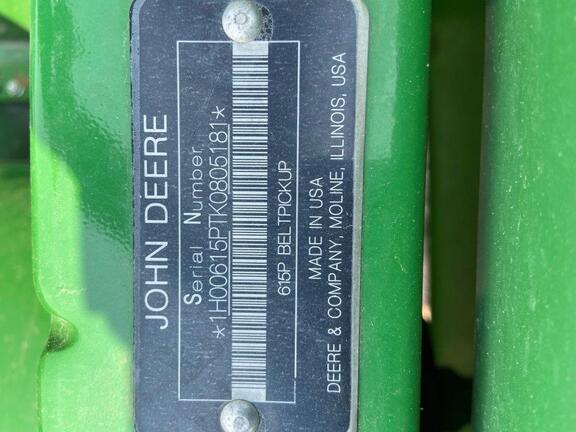 JOHN DEERE
Serial Number
*1H00615PTK0805181*
615P BELTPICKUP
MADE IN USA
DEERE & COMPANY, MOLINE, ILLINOIS, USA